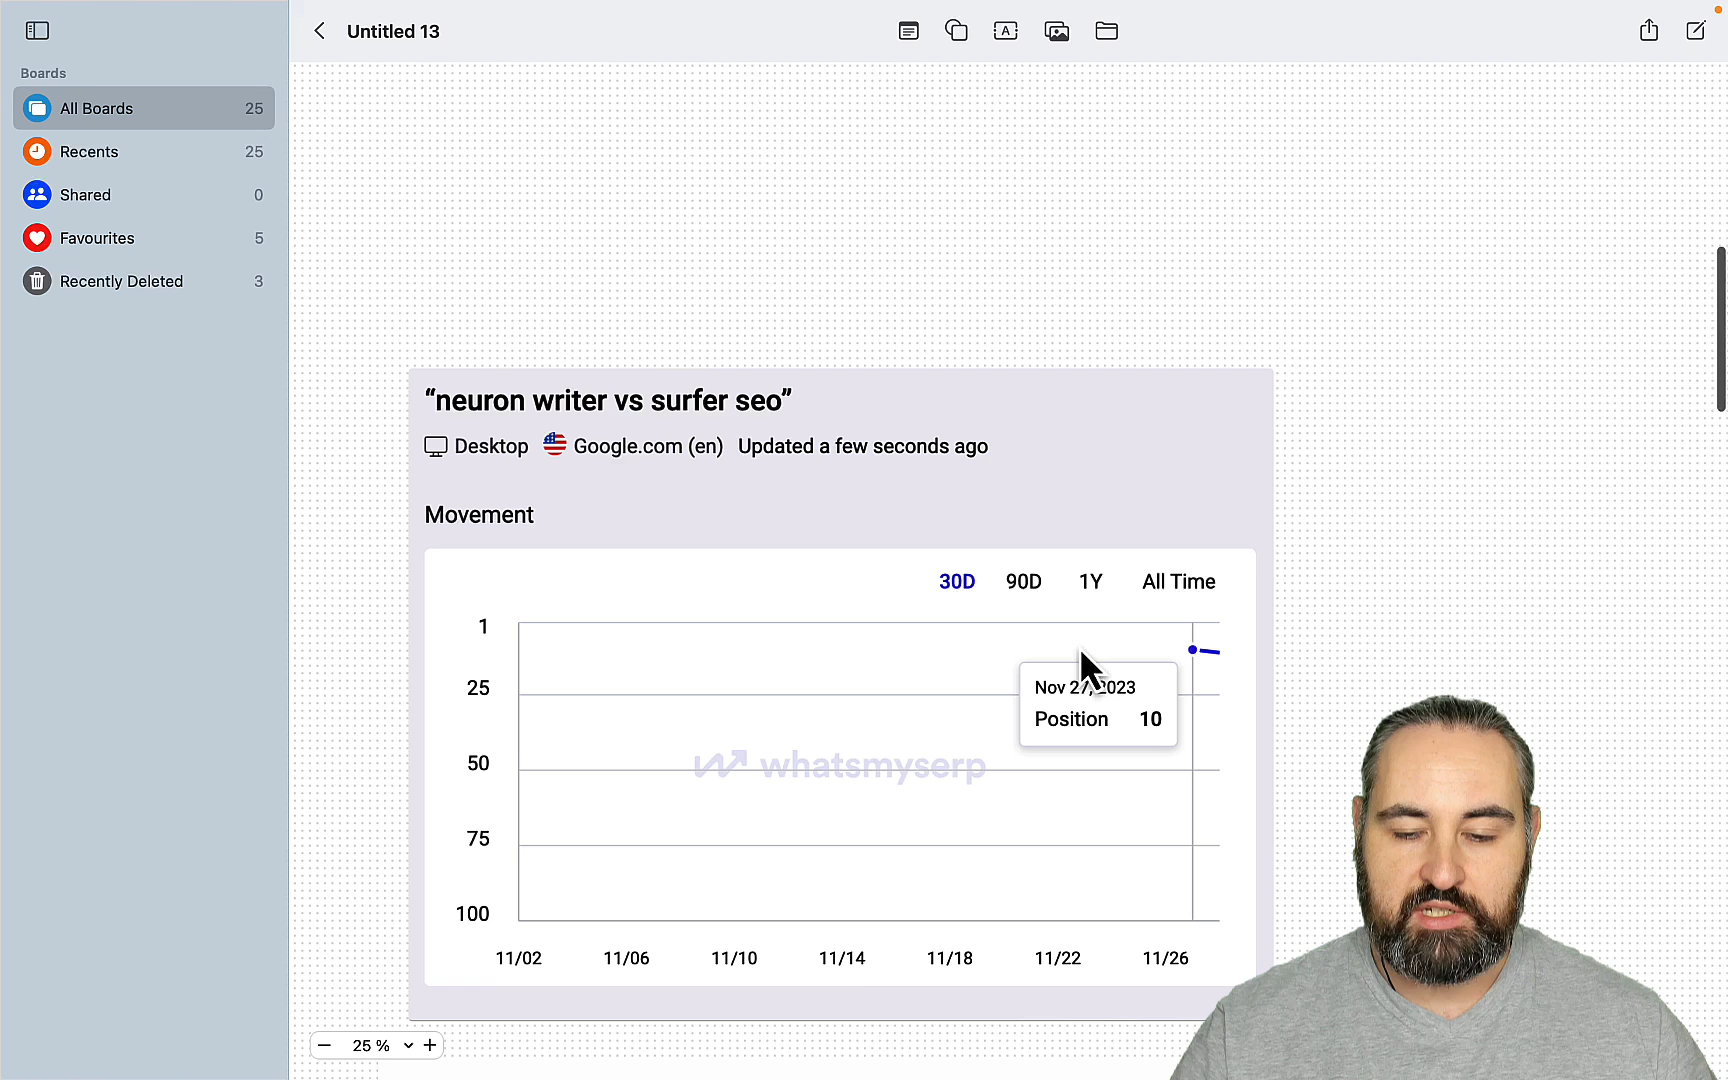 Untitled 13
Boards
All Boards 25
Recents 25
Shared 0
Favourites 5
Recently Deleted 3
A
“neuron writer vs surfer seo”
Desktop Google.com (en) Updated a few seconds ago
Movement
30D 90D 1Y All Time
1
25
50
75
100
Nov 27, 2023
Position 10
whatsmyserp
11/02 11/06 11/10 11/14 11/18 11/22 11/26
25 %